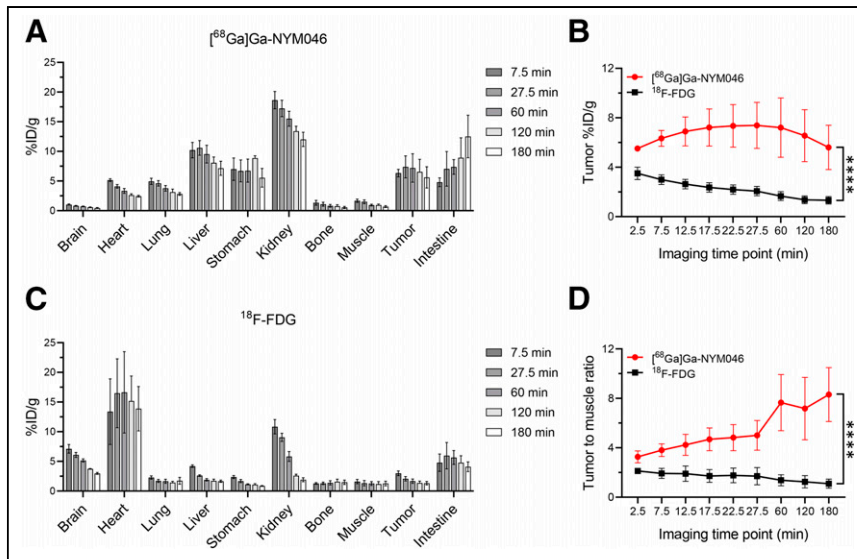 A
[⁶⁸Ga]Ga-NYM046
%ID/g
25
20
15
10
5
0
Brain
Heart
Lung
Liver
Stomach
Kidney
Bone
Muscle
Tumor
Intestine
7.5 min
27.5 min
60 min
120 min
180 min
B
Tumor %ID/g
12
8
4
0
[⁶⁸Ga]Ga-NYM046
¹⁸F-FDG
****
2.5 7.5 12.5 17.5 22.5 27.5 60 120 180
Imaging time point (min)
C
¹⁸F-FDG
%ID/g
25
20
15
10
5
0
Brain
Heart
Lung
Liver
Stomach
Kidney
Bone
Muscle
Tumor
Intestine
7.5 min
27.5 min
60 min
120 min
180 min
D
Tumor to muscle ratio
12
8
4
0
[⁶⁸Ga]Ga-NYM046
¹⁸F-FDG
****
2.5 7.5 12.5 17.5 22.5 27.5 60 120 180
Imaging time point (min)